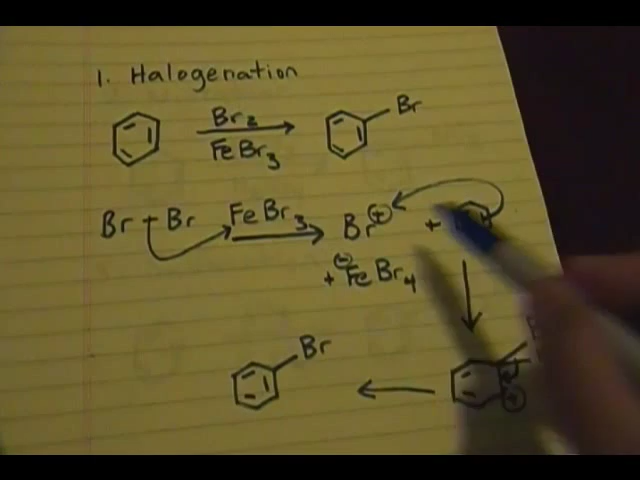 1. Halogenation
Br2
FeBr3
Br
Br + Br FeBr3 Br⊕ +
+ ⊖FeBr4
Br
⊕